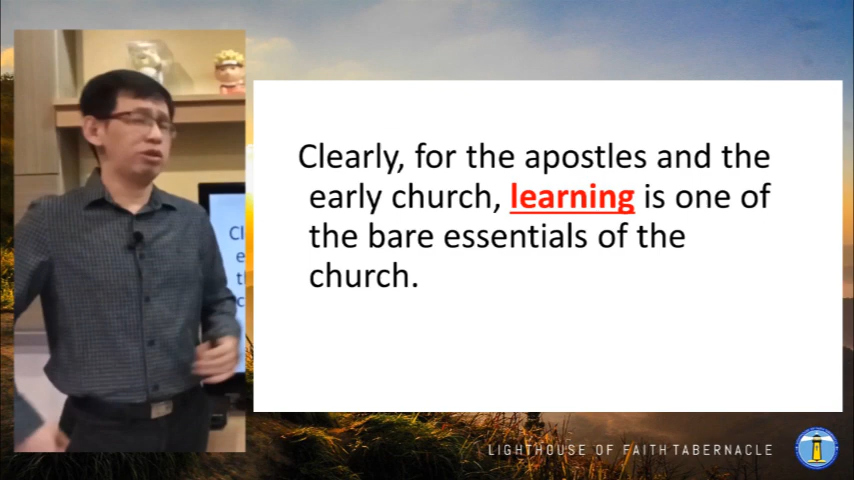 Clearly, for the apostles and the
early church, learning is one of
the bare essentials of the
church.
Cl
e
t
c
LIGHTHOUSE OF FAITH TABERNACLE